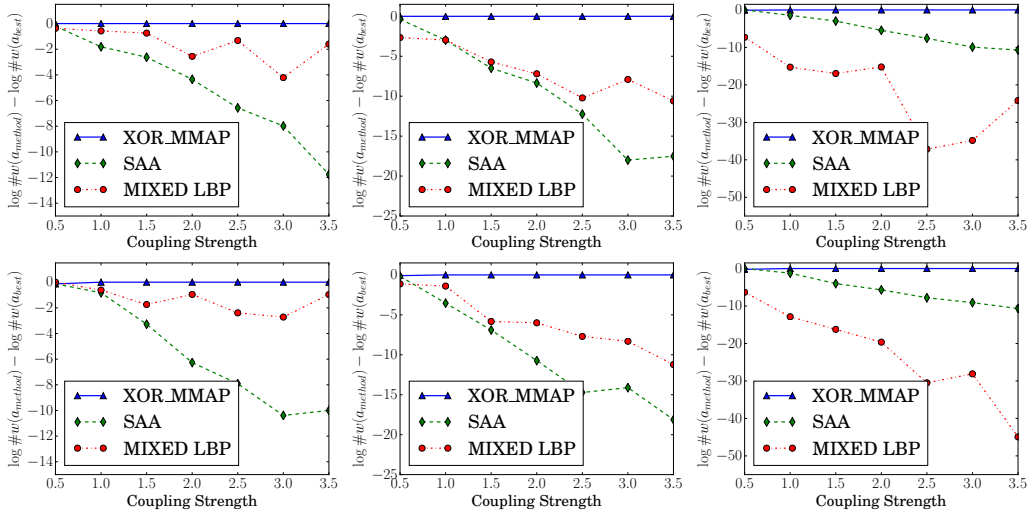 log #w(a_method) − log #w(a_best)
0
−2
−4
−6
−8
−10
−12
−14
XOR_MMAP
SAA
MIXED LBP
0.5 1.0 1.5 2.0 2.5 3.0 3.5
Coupling Strength
log #w(a_method) − log #w(a_best)
0
−5
−10
−15
−20
−25
XOR_MMAP
SAA
MIXED LBP
0.5 1.0 1.5 2.0 2.5 3.0 3.5
Coupling Strength
log #w(a_method) − log #w(a_best)
0
−10
−20
−30
−40
−50
XOR_MMAP
SAA
MIXED LBP
0.5 1.0 1.5 2.0 2.5 3.0 3.5
Coupling Strength
log #w(a_method) − log #w(a_best)
0
−2
−4
−6
−8
−10
−12
−14
XOR_MMAP
SAA
MIXED LBP
0.5 1.0 1.5 2.0 2.5 3.0 3.5
Coupling Strength
log #w(a_method) − log #w(a_best)
0
−5
−10
−15
−20
−25
XOR_MMAP
SAA
MIXED LBP
0.5 1.0 1.5 2.0 2.5 3.0 3.5
Coupling Strength
log #w(a_method) − log #w(a_best)
0
−10
−20
−30
−40
−50
XOR_MMAP
SAA
MIXED LBP
0.5 1.0 1.5 2.0 2.5 3.0 3.5
Coupling Strength